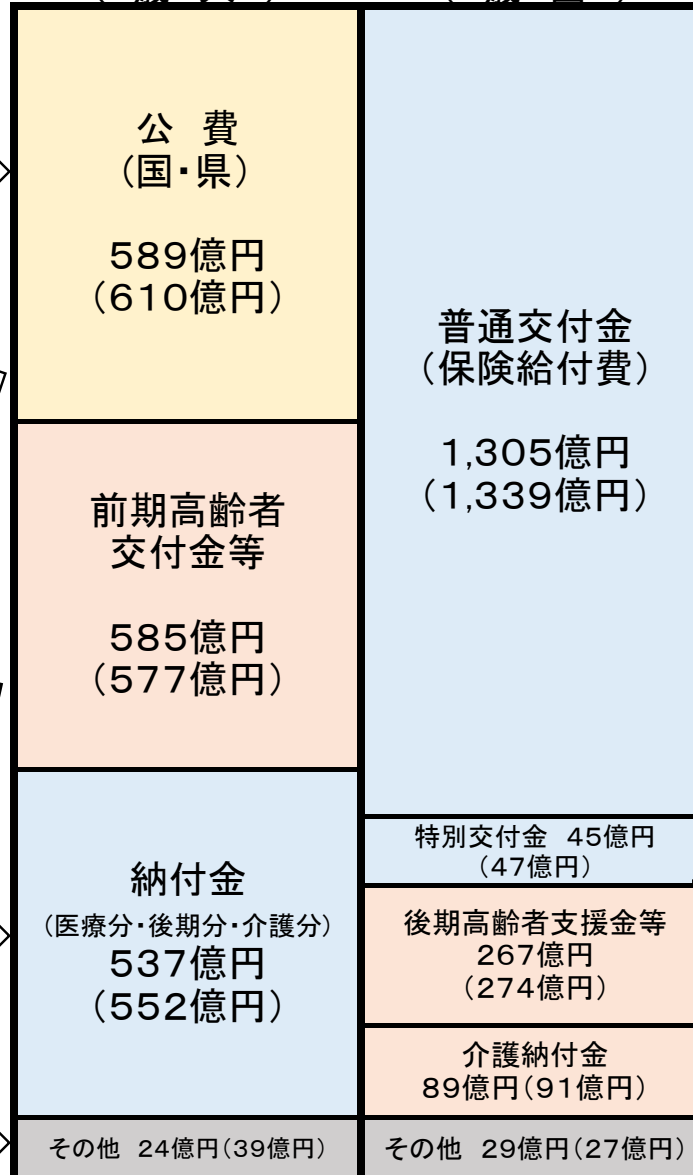 公 費
(国・県)
589億円
(610億円)
前期高齢者
交付金等
585億円
(577億円)
納付金
(医療分・後期分・介護分)
537億円
(552億円)
その他 24億円(39億円)
普通交付金
(保険給付費)
1,305億円
(1,339億円)
特別交付金 45億円
(47億円)
後期高齢者支援金等
267億円
(274億円)
介護納付金
89億円(91億円)
その他 29億円(27億円)